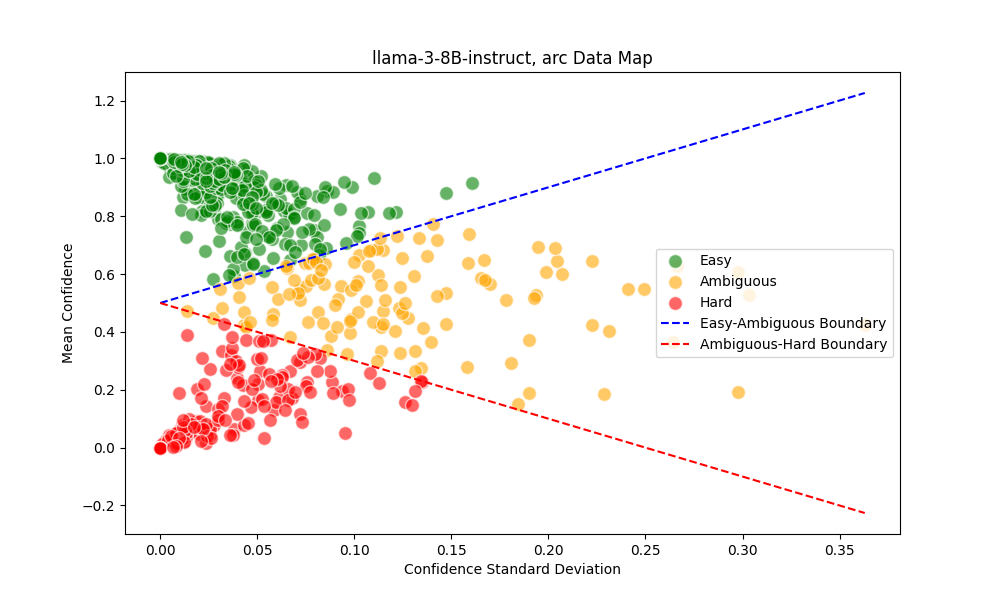 llama-3-8B-instruct, arc Data Map
Mean Confidence
1.2
1.0
0.8
0.6
0.4
0.2
0.0
−0.2
Easy
Ambiguous
Hard
Easy-Ambiguous Boundary
Ambiguous-Hard Boundary
0.00 0.05 0.10 0.15 0.20 0.25 0.30 0.35
Confidence Standard Deviation